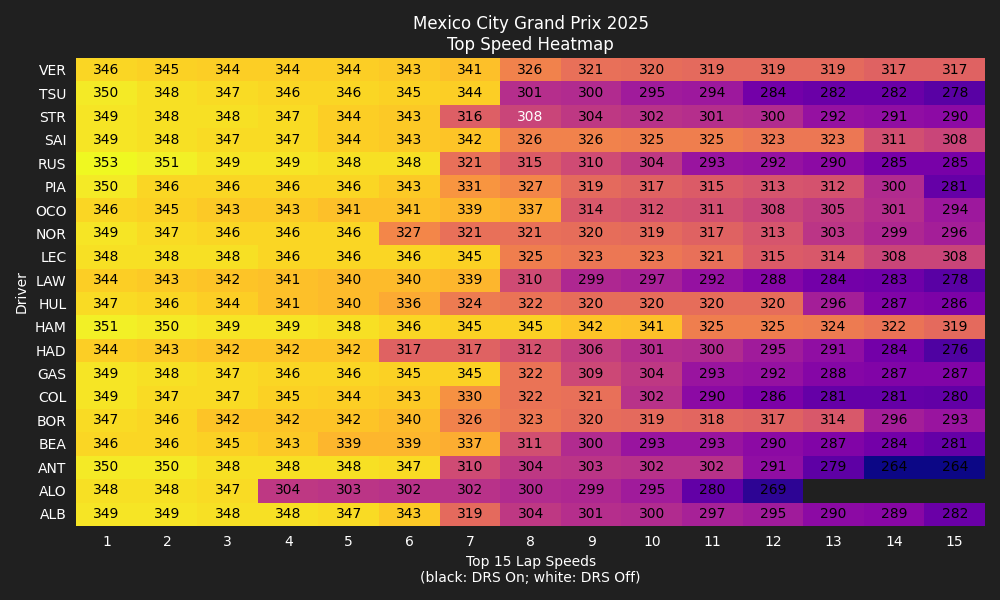 Mexico City Grand Prix 2025
Top Speed Heatmap
Driver
VER 346 345 344 344 344 343 341 326 321 320 319 319 319 317 317
TSU 350 348 347 346 346 345 344 301 300 295 294 284 282 282 278
STR 349 348 348 347 344 343 316 308 304 302 301 300 292 291 290
SAI 349 348 347 347 344 343 342 326 326 325 325 323 323 311 308
RUS 353 351 349 349 348 348 321 315 310 304 293 292 290 285 285
PIA 350 346 346 346 346 343 331 327 319 317 315 313 312 300 281
OCO 346 345 343 343 341 341 339 337 314 312 311 308 305 301 294
NOR 349 347 346 346 346 327 321 321 320 319 317 313 303 299 296
LEC 348 348 348 346 346 346 345 325 323 323 321 315 314 308 308
LAW 344 343 342 341 340 340 339 310 299 297 292 288 284 283 278
HUL 347 346 344 341 340 336 324 322 320 320 320 320 296 287 286
HAM 351 350 349 349 348 346 345 345 342 341 325 325 324 322 319
HAD 344 343 342 342 342 317 317 312 306 301 300 295 291 284 276
GAS 349 348 347 346 346 345 345 322 309 304 293 292 288 287 287
COL 349 347 347 345 344 343 330 322 321 302 290 286 281 281 280
BOR 347 346 342 342 342 340 326 323 320 319 318 317 314 296 293
BEA 346 346 345 343 339 339 337 311 300 293 293 290 287 284 281
ANT 350 350 348 348 348 347 310 304 303 302 302 291 279 264 264
ALO 348 348 347 304 303 302 302 300 299 295 280 269
ALB 349 349 348 348 347 343 319 304 301 300 297 295 290 289 282
1 2 3 4 5 6 7 8 9 10 11 12 13 14 15
Top 15 Lap Speeds
(black: DRS On; white: DRS Off)